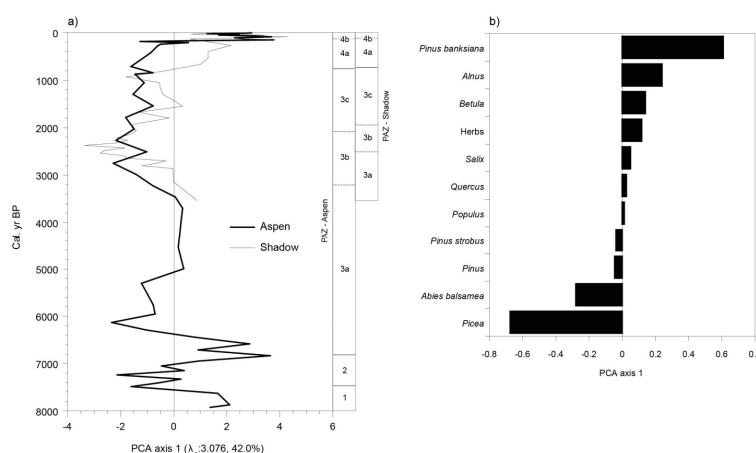 a)
0
1000
2000
3000
4000
5000
6000
7000
8000
Cal. yr BP
-4
-2
0
2
4
6
PCA axis 1 (λ :3.076, 42.0%)
Aspen
Shadow
PAZ - Aspen
4b
4a
3c
3b
3a
2
1
PAZ - Shadow
4b
4a
3c
3b
3a
b)
Pinus banksiana
Alnus
Betula
Herbs
Salix
Quercus
Populus
Pinus strobus
Pinus
Abies balsamea
Picea
-0.8
-0.4
0
0.2
0.4
0.6
0.8
PCA axis 1